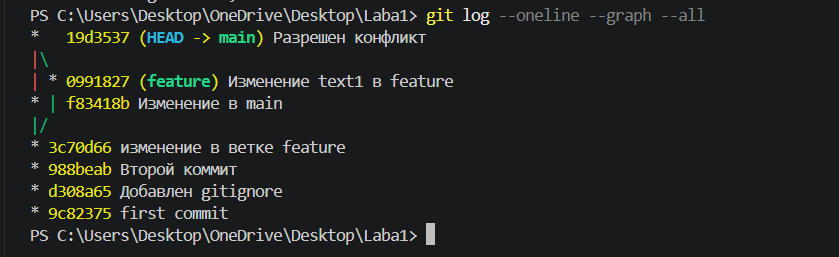 PS C:\Users\Desktop\OneDrive\Desktop\Laba1> git log --oneline --graph --all
*   19d3537 (HEAD -> main) Разрешен конфликт
|\
| * 0991827 (feature) Изменение text1 в feature
* | f83418b Изменение в main
|/
* 3c70d66 изменение в ветке feature
* 988beab Второй коммит
* d308a65 Добавлен gitignore
* 9c82375 first commit
PS C:\Users\Desktop\OneDrive\Desktop\Laba1>